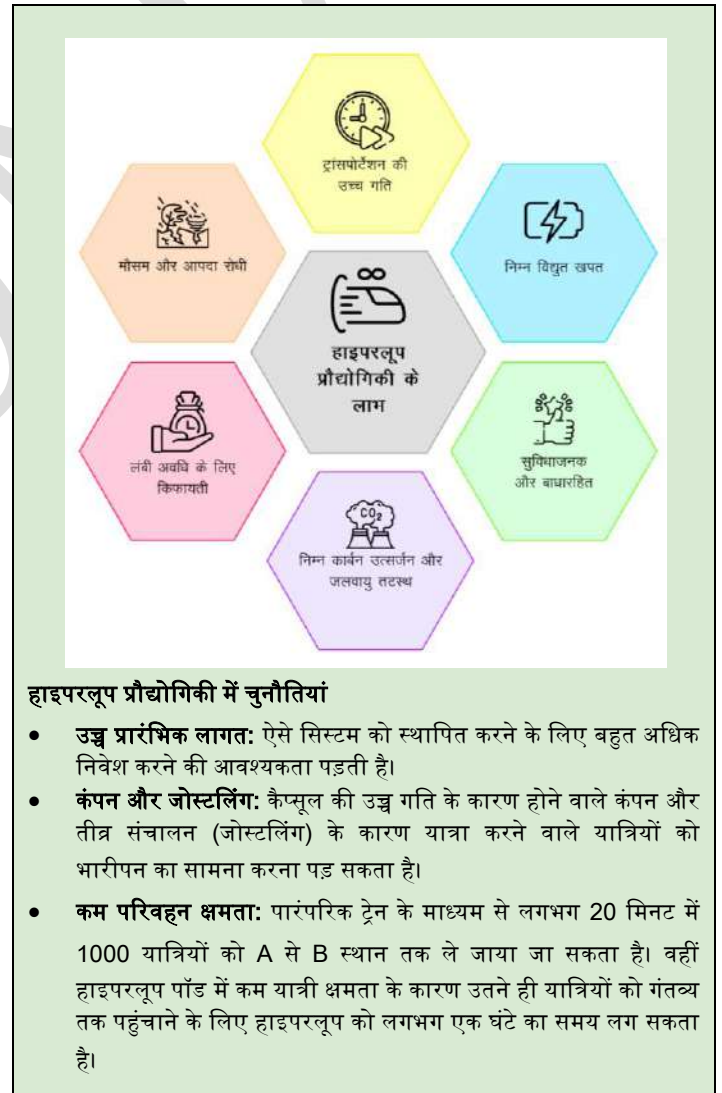 ट्रांसपोर्टेशन की
उच्च गति
मौसम और आपदा रोधी
निम्न विद्युत खपत
हाइपरलूप
प्रौद्योगिकी के
लाभ
लंबी अवधि के लिए
किफायती
सुविधाजनक
और बाधारहित
CO2
निम्न कार्बन उत्सर्जन और
जलवायु तटस्थ
हाइपरलूप प्रौद्योगिकी में चुनौतियां
• उच्च प्रारंभिक लागत: ऐसे सिस्टम को स्थापित करने के लिए बहुत अधिक
निवेश करने की आवश्यकता पड़ती है।
• कंपन और जोस्टलिंग: कैप्सूल की उच्च गति के कारण होने वाले कंपन और
तीव्र संचालन (जोस्टलिंग) के कारण यात्रा करने वाले यात्रियों को
भारीपन का सामना करना पड़ सकता है।
• कम परिवहन क्षमता: पारंपरिक ट्रेन के माध्यम से लगभग 20 मिनट में
1000 यात्रियों को A से B स्थान तक ले जाया जा सकता है। वहीं
हाइपरलूप पॉड में कम यात्री क्षमता के कारण उतने ही यात्रियों को गंतव्य
तक पहुंचाने के लिए हाइपरलूप को लगभग एक घंटे का समय लग सकता
है।